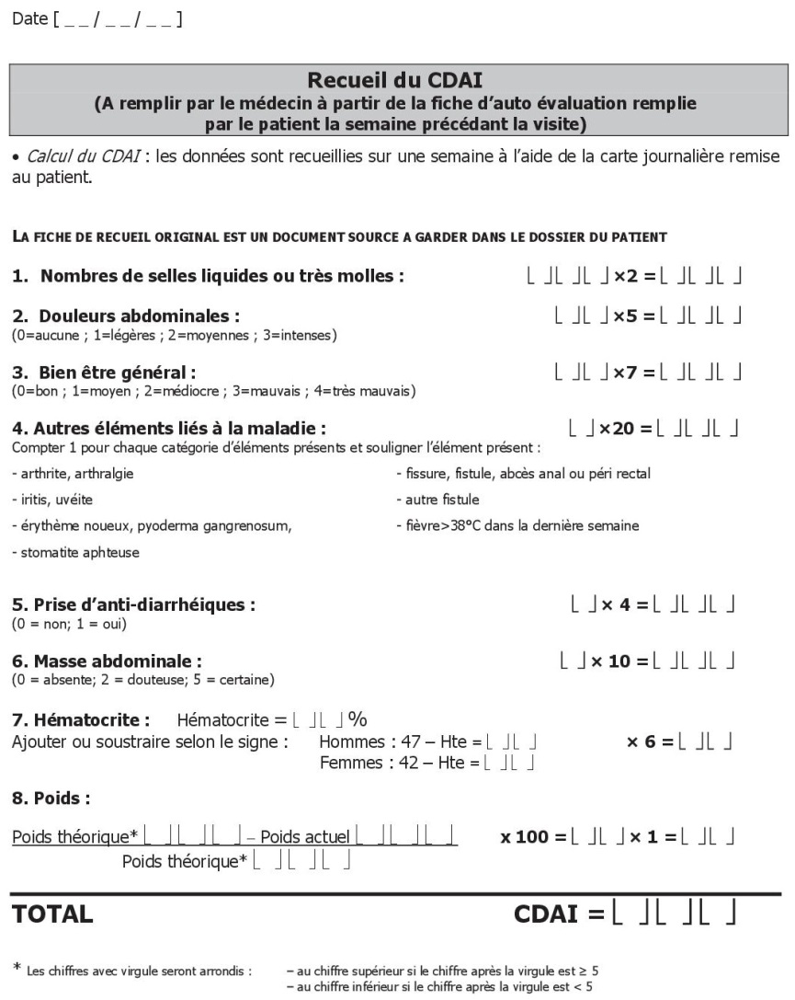 Date [ _ _ / _ _ / _ _ ]
Recueil du CDAI
(A remplir par le médecin à partir de la fiche d'auto évaluation remplie
par le patient la semaine précédant la visite)
• Calcul du CDAI : les données sont recueillies sur une semaine à l'aide de la carte journalière remise
au patient.
LA FICHE DE RECUEIL ORIGINAL EST UN DOCUMENT SOURCE A GARDER DANS LE DOSSIER DU PATIENT
1. Nombres de selles liquides ou très molles : ⎣ ⎦⎣ ⎦⎣ ⎦ ×2 = ⎣ ⎦⎣ ⎦⎣ ⎦
2. Douleurs abdominales : ⎣ ⎦⎣ ⎦ ×5 = ⎣ ⎦⎣ ⎦⎣ ⎦
(0=aucune ; 1=légères ; 2=moyennes ; 3=intenses)
3. Bien être général : ⎣ ⎦⎣ ⎦ ×7 = ⎣ ⎦⎣ ⎦⎣ ⎦
(0=bon ; 1=moyen ; 2=médiocre ; 3=mauvais ; 4=très mauvais)
4. Autres éléments liés à la maladie : ⎣ ⎦ ×20 = ⎣ ⎦⎣ ⎦⎣ ⎦
Compter 1 pour chaque catégorie d'éléments présents et souligner l'élément présent :
- arthrite, arthralgie - fissure, fistule, abcès anal ou péri rectal
- iritis, uvéite - autre fistule
- érythème noueux, pyoderma gangrenosum, - fièvre>38°C dans la dernière semaine
- stomatite aphteuse
5. Prise d'anti-diarrhéiques : ⎣ ⎦ × 4 = ⎣ ⎦⎣ ⎦⎣ ⎦
(0 = non; 1 = oui)
6. Masse abdominale : ⎣ ⎦ × 10 = ⎣ ⎦⎣ ⎦⎣ ⎦
(0 = absente; 2 = douteuse; 5 = certaine)
7. Hématocrite : Hématocrite = ⎣ ⎦⎣ ⎦ %
Ajouter ou soustraire selon le signe : Hommes : 47 – Hte = ⎣ ⎦⎣ ⎦ × 6 = ⎣ ⎦⎣ ⎦
Femmes : 42 – Hte = ⎣ ⎦⎣ ⎦
8. Poids :
Poids théorique* ⎣ ⎦⎣ ⎦⎣ ⎦ – Poids actuel ⎣ ⎦⎣ ⎦⎣ ⎦ x 100 = ⎣ ⎦⎣ ⎦ × 1 = ⎣ ⎦⎣ ⎦
Poids théorique* ⎣ ⎦⎣ ⎦⎣ ⎦
TOTAL CDAI = ⎣ ⎦⎣ ⎦⎣ ⎦
* Les chiffres avec virgule seront arrondis : – au chiffre supérieur si le chiffre après la virgule est ≥ 5
– au chiffre inférieur si le chiffre après la virgule est < 5